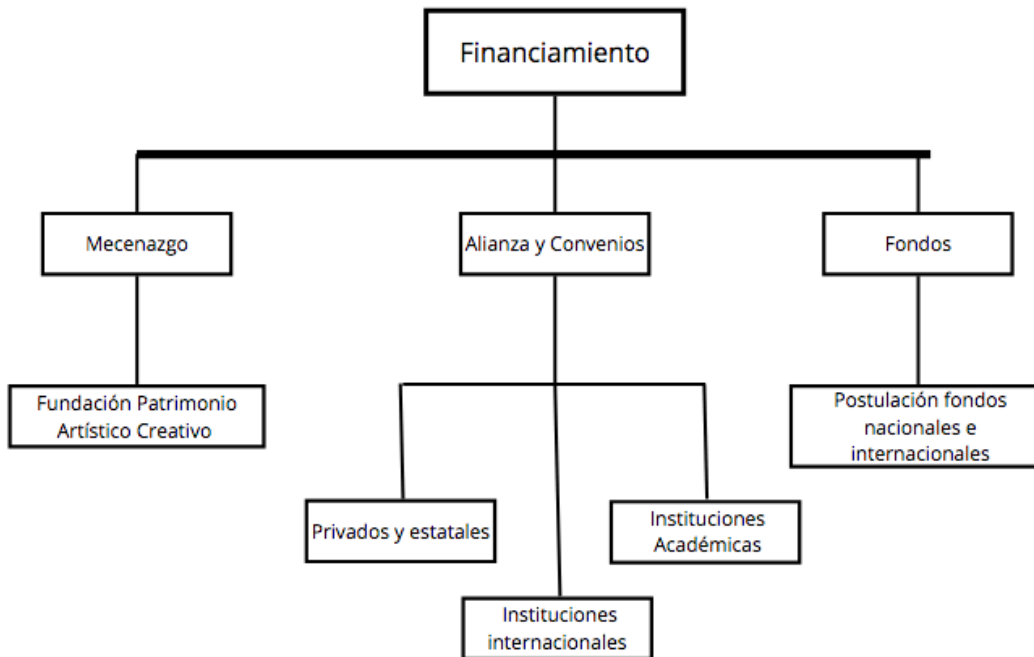 Financiamiento
Mecenazgo
Alianza y Convenios
Fondos
Fundación Patrimonio
Artístico Creativo
Postulación fondos
nacionales e
internacionales
Privados y estatales
Instituciones
Académicas
Instituciones
internacionales